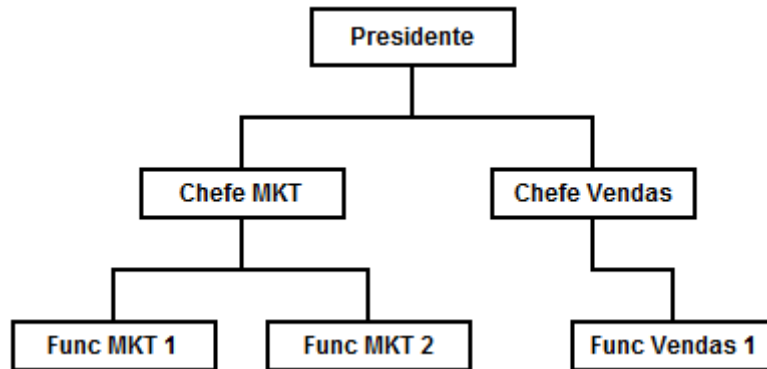 Presidente
Chefe MKT
Chefe Vendas
Func MKT 1
Func MKT 2
Func Vendas 1